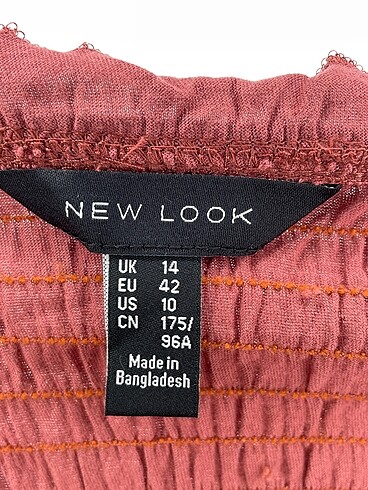 NEW LOOK
UK 14
EU 42
US 10
CN 175/
96A
Made in
Bangladesh